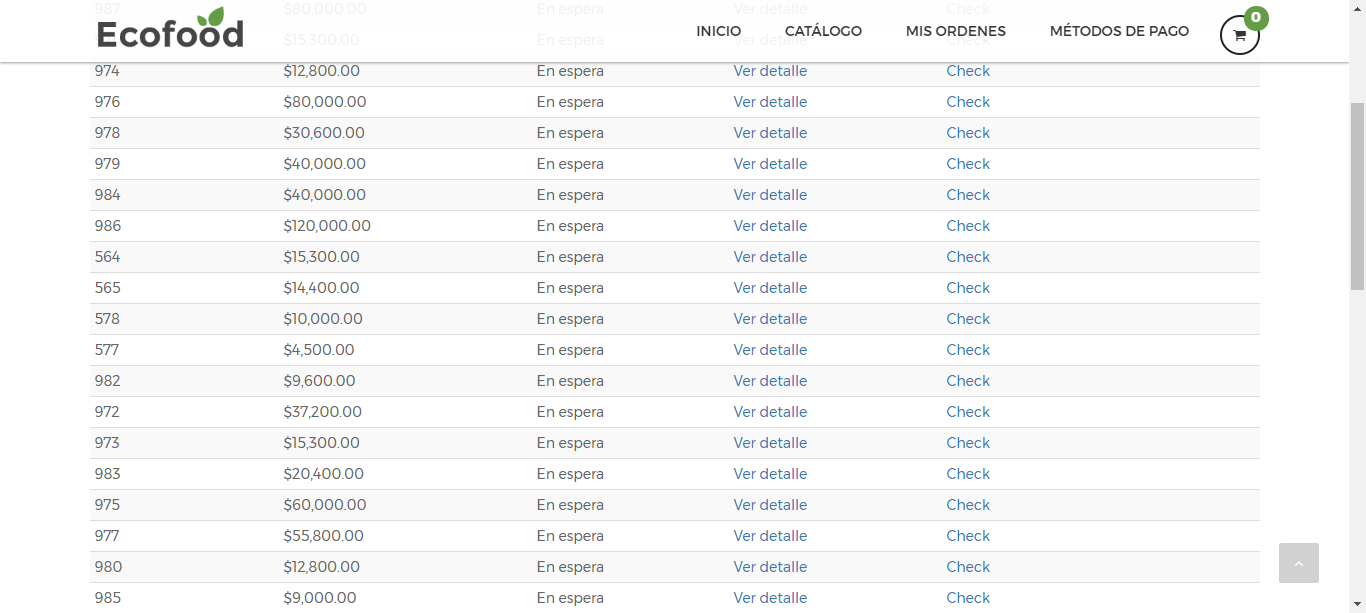 987 $80,000.00 En espera Ver detalle Check
Ecofood INICIO CATÁLOGO MIS ORDENES MÉTODOS DE PAGO 0
$15,300.00 En espera Ver detalle Check
974 $12,800.00 En espera Ver detalle Check
976 $80,000.00 En espera Ver detalle Check
978 $30,600.00 En espera Ver detalle Check
979 $40,000.00 En espera Ver detalle Check
984 $40,000.00 En espera Ver detalle Check
986 $120,000.00 En espera Ver detalle Check
564 $15,300.00 En espera Ver detalle Check
565 $14,400.00 En espera Ver detalle Check
578 $10,000.00 En espera Ver detalle Check
577 $4,500.00 En espera Ver detalle Check
982 $9,600.00 En espera Ver detalle Check
972 $37,200.00 En espera Ver detalle Check
973 $15,300.00 En espera Ver detalle Check
983 $20,400.00 En espera Ver detalle Check
975 $60,000.00 En espera Ver detalle Check
977 $55,800.00 En espera Ver detalle Check
980 $12,800.00 En espera Ver detalle Check
985 $9,000.00 En espera Ver detalle Check